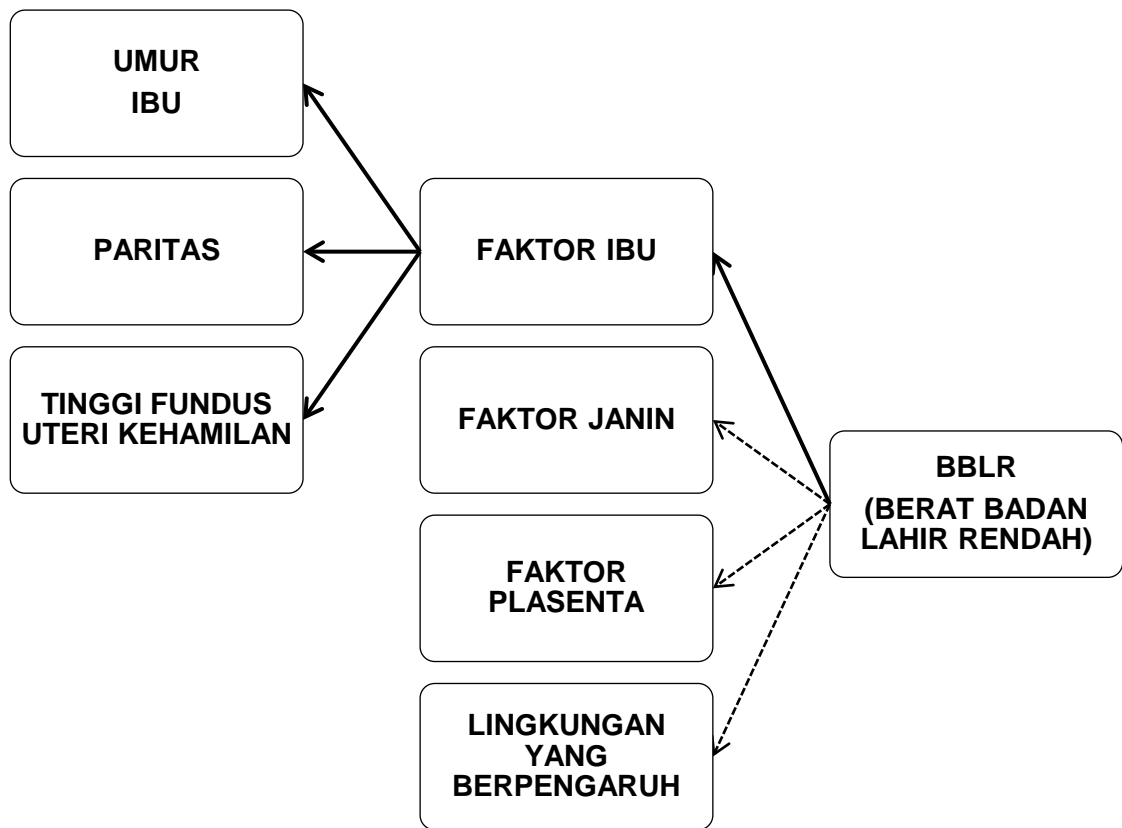 UMUR
IBU
PARITAS
TINGGI FUNDUS
UTERI KEHAMILAN
FAKTOR IBU
FAKTOR JANIN
FAKTOR
PLASENTA
LINGKUNGAN
YANG
BERPENGARUH
BBLR
(BERAT BADAN
LAHIR RENDAH)